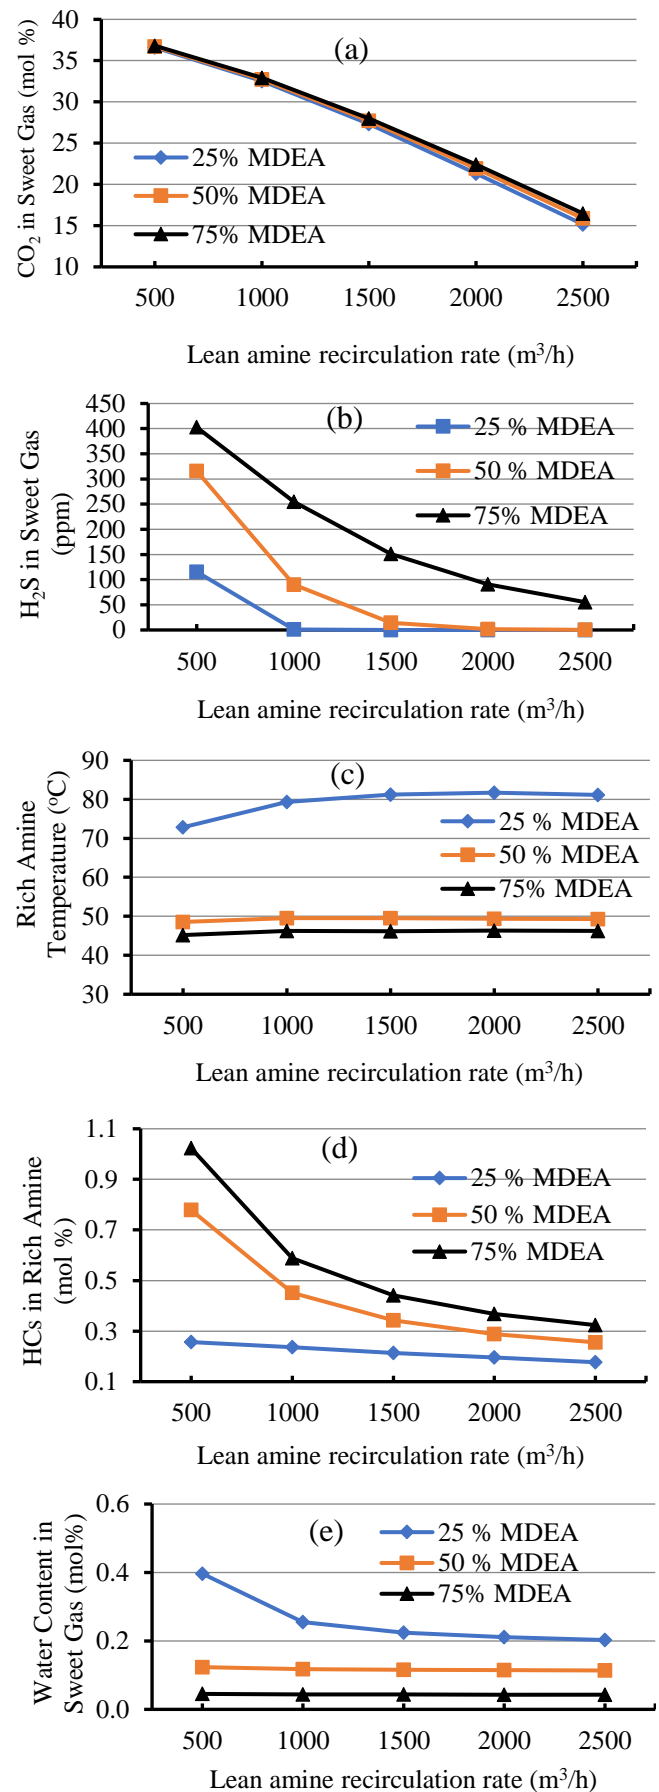 (a)
CO₂ in Sweet Gas (mol %)
40
35
30
25
20
15
10
25% MDEA
50% MDEA
75% MDEA
500 1000 1500 2000 2500
Lean amine recirculation rate (m³/h)
(b)
H₂S in Sweet Gas
(ppm)
450
400
350
300
250
200
150
100
50
0
25 % MDEA
50 % MDEA
75% MDEA
500 1000 1500 2000 2500
Lean amine recirculation rate (m³/h)
(c)
Rich Amine
Temperature (°C)
90
80
70
60
50
40
30
25 % MDEA
50 % MDEA
75% MDEA
500 1000 1500 2000 2500
Lean amine recirculation rate (m³/h)
(d)
HCs in Rich Amine
(mol %)
1.1
0.9
0.7
0.5
0.3
0.1
25 % MDEA
50 % MDEA
75% MDEA
500 1000 1500 2000 2500
Lean amine recirculation rate (m³/h)
(e)
Water Content in
Sweet Gas (mol%)
0.6
0.4
0.2
0.0
25 % MDEA
50 % MDEA
75% MDEA
500 1000 1500 2000 2500
Lean amine recirculation rate (m³/h)